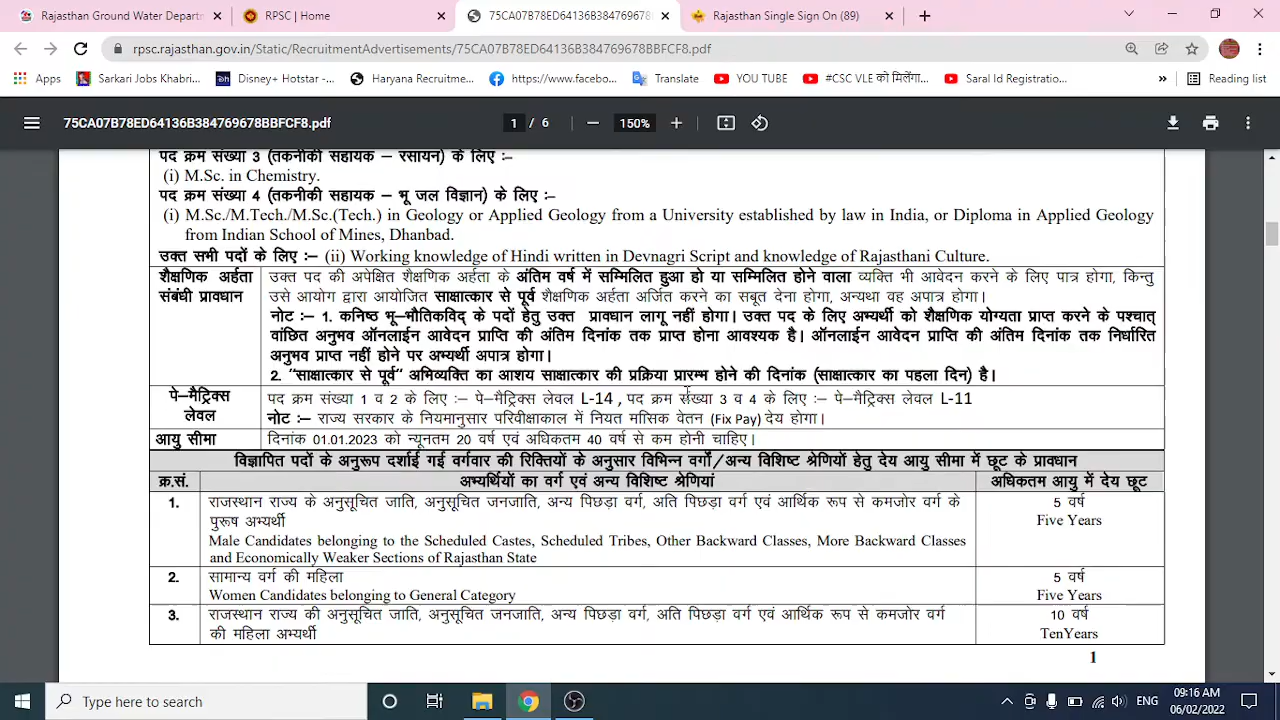 Rajasthan Ground Water Depart
RPSC | Home
75CA07B78ED64136B384769678
Rajasthan Single Sign On (89)
rpsc.rajasthan.gov.in/Static/RecruitmentAdvertisements/75CA07B78ED64136B384769678BBFCF8.pdf
Apps
Sarkari Jobs Khabri...
Disney+ Hotstar -...
Haryana Recruitme...
https://www.facebo...
Translate
YOU TUBE
#CSC VLE को मिलेंगा...
Saral Id Registratio...
»
Reading list
75CA07B78ED64136B384769678BBFCF8.pdf
1 / 6
150%
पद क्रम संख्या 3 (तकनीकी सहायक – रसायन) के लिए :–
(i) M.Sc. in Chemistry.
पद क्रम संख्या 4 (तकनीकी सहायक – भू जल विज्ञान) के लिए :–
(i) M.Sc./M.Tech./M.Sc.(Tech.) in Geology or Applied Geology from a University established by law in India, or Diploma in Applied Geology
from Indian School of Mines, Dhanbad.
उक्त सभी पदों के लिए :– (ii) Working knowledge of Hindi written in Devnagri Script and knowledge of Rajasthani Culture.
शैक्षणिक अर्हता संबंधी प्रावधान
उक्त पद की अपेक्षित शैक्षणिक अर्हता के अंतिम वर्ष में सम्मिलित हुआ हो या सम्मिलित होने वाला व्यक्ति भी आवेदन करने के लिए पात्र होगा, किन्तु
उसे आयोग द्वारा आयोजित साक्षात्कार से पूर्व शैक्षणिक अर्हता अर्जित करने का सबूत देना होगा, अन्यथा वह अपात्र होगा।
नोट :– 1. कनिष्ठ भू–भौतिकविद् के पदों हेतु उक्त प्रावधान लागू नहीं होगा। उक्त पद के लिए अभ्यर्थी को शैक्षणिक योग्यता प्राप्त करने के पश्चात्
वांछित अनुभव ऑनलाईन आवेदन प्राप्ति की अंतिम दिनांक तक प्राप्त होना आवश्यक है। ऑनलाईन आवेदन प्राप्ति की अंतिम दिनांक तक निर्धारित
अनुभव प्राप्त नहीं होने पर अभ्यर्थी अपात्र होगा।
2. "साक्षात्कार से पूर्व" अभिव्यक्ति का आशय साक्षात्कार की प्रक्रिया प्रारम्भ होने की दिनांक (साक्षात्कार का पहला दिन) है।
पे–मैट्रिक्स लेवल
पद क्रम संख्या 1 व 2 के लिए :– पे–मैट्रिक्स लेवल L-14 , पद क्रम संख्या 3 व 4 के लिए :– पे–मैट्रिक्स लेवल L-11
नोट :– राज्य सरकार के नियमानुसार परिवीक्षाकाल में नियत मासिक वेतन (Fix Pay) देय होगा।
आयु सीमा
दिनांक 01.01.2023 को न्यूनतम 20 वर्ष एवं अधिकतम 40 वर्ष से कम होनी चाहिए।
विज्ञापित पदों के अनुरूप दर्शाई गई वर्गवार की रिक्तियों के अनुसार विभिन्न वर्गों/अन्य विशिष्ट श्रेणियों हेतु देय आयु सीमा में छूट के प्रावधान
क्र.सं. अभ्यर्थियों का वर्ग एवं अन्य विशिष्ट श्रेणियां अधिकतम आयु में देय छूट
1. राजस्थान राज्य के अनुसूचित जाति, अनुसूचित जनजाति, अन्य पिछड़ा वर्ग, अति पिछड़ा वर्ग एवं आर्थिक रूप से कमजोर वर्ग के 5 वर्ष
पुरूष अभ्यर्थी Five Years
Male Candidates belonging to the Scheduled Castes, Scheduled Tribes, Other Backward Classes, More Backward Classes
and Economically Weaker Sections of Rajasthan State
2. सामान्य वर्ग की महिला 5 वर्ष
Women Candidates belonging to General Category Five Years
3. राजस्थान राज्य की अनुसूचित जाति, अनुसूचित जनजाति, अन्य पिछड़ा वर्ग, अति पिछड़ा वर्ग एवं आर्थिक रूप से कमजोर वर्ग 10 वर्ष
की महिला अभ्यर्थी TenYears
1
Type here to search
ENG
09:16 AM
06/02/2022